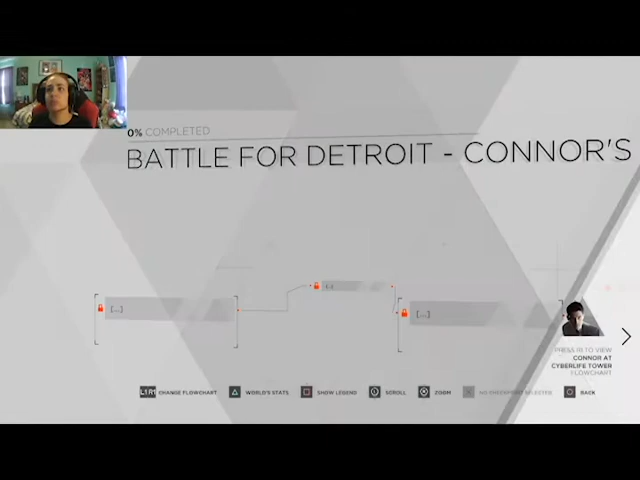 0% COMPLETED
BATTLE FOR DETROIT - CONNOR'S
[...]
[...]
PRESS R1 TO VIEW
CONNOR AT
CYBERLIFE TOWER
FLOWCHART
L1R1 CHANGE FLOWCHART WORLD'S STATS SHOW LEGEND SCROLL ZOOM NO CHECKPOINT SELECTED BACK